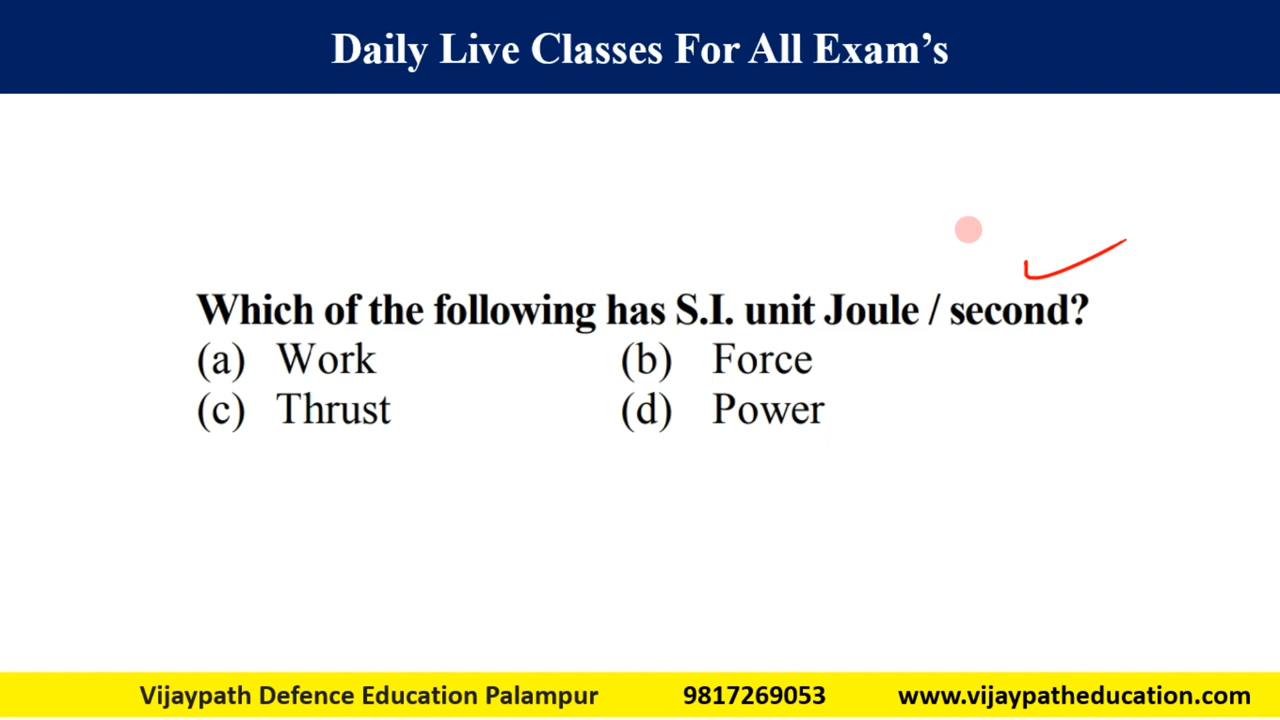 Daily Live Classes For All Exam's
Which of the following has S.I. unit Joule / second?
(a) Work (b) Force
(c) Thrust (d) Power
Vijaypath Defence Education Palampur 9817269053 www.vijaypatheducation.com